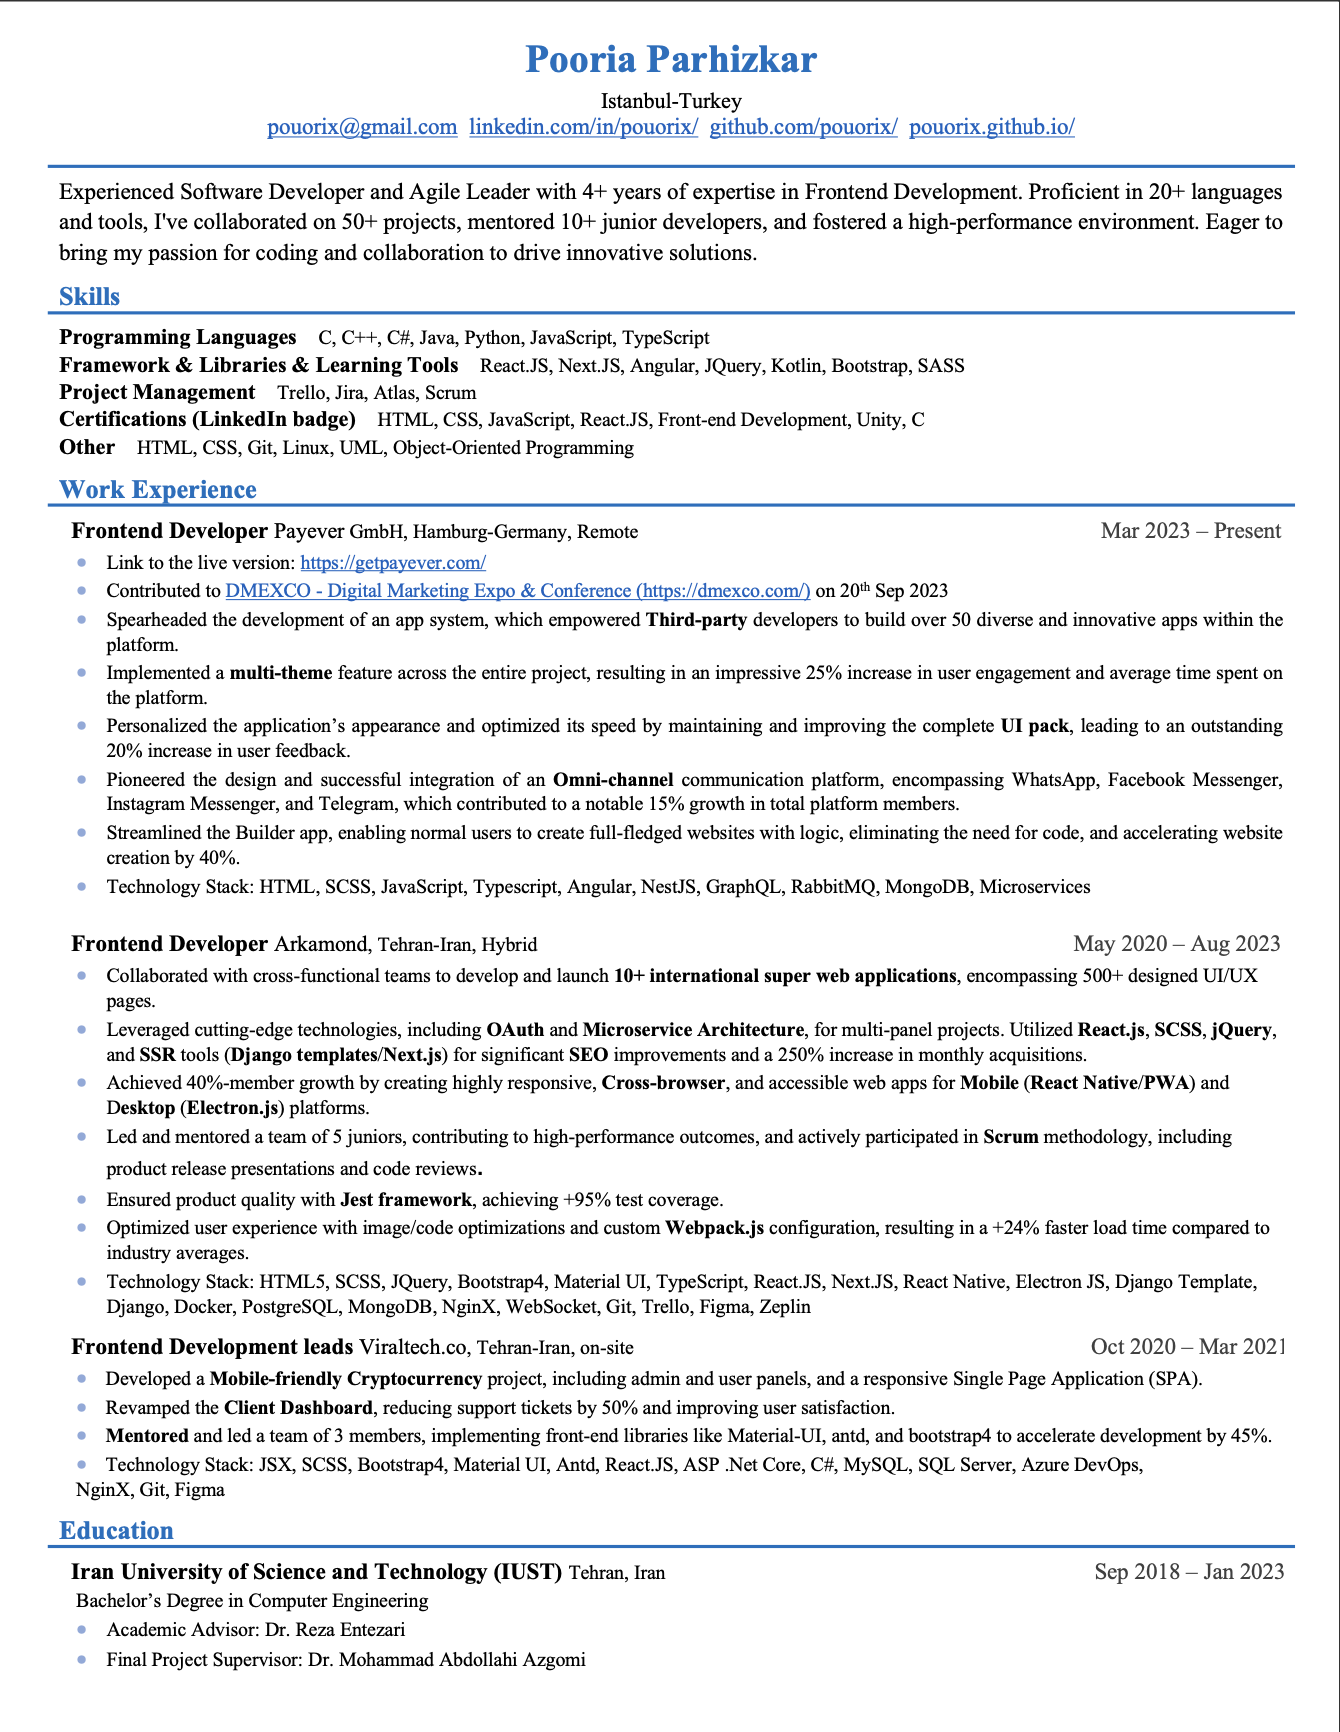 Pooria Parhizkar
Istanbul-Turkey
pouorix@gmail.com linkedin.com/in/pouorix/ github.com/pouorix/ pouorix.github.io/
Experienced Software Developer and Agile Leader with 4+ years of expertise in Frontend Development. Proficient in 20+ languages
and tools, I've collaborated on 50+ projects, mentored 10+ junior developers, and fostered a high-performance environment. Eager to
bring my passion for coding and collaboration to drive innovative solutions.
Skills
Programming Languages C, C++, C#, Java, Python, JavaScript, TypeScript
Framework & Libraries & Learning Tools React.JS, Next.JS, Angular, JQuery, Kotlin, Bootstrap, SASS
Project Management Trello, Jira, Atlas, Scrum
Certifications (LinkedIn badge) HTML, CSS, JavaScript, React.JS, Front-end Development, Unity, C
Other HTML, CSS, Git, Linux, UML, Object-Oriented Programming
Work Experience
Frontend Developer Payever GmbH, Hamburg-Germany, Remote Mar 2023 – Present
• Link to the live version: https://getpayever.com/
• Contributed to DMEXCO - Digital Marketing Expo & Conference (https://dmexco.com/) on 20th Sep 2023
• Spearheaded the development of an app system, which empowered Third-party developers to build over 50 diverse and innovative apps within the
platform.
• Implemented a multi-theme feature across the entire project, resulting in an impressive 25% increase in user engagement and average time spent on
the platform.
• Personalized the application’s appearance and optimized its speed by maintaining and improving the complete UI pack, leading to an outstanding
20% increase in user feedback.
• Pioneered the design and successful integration of an Omni-channel communication platform, encompassing WhatsApp, Facebook Messenger,
Instagram Messenger, and Telegram, which contributed to a notable 15% growth in total platform members.
• Streamlined the Builder app, enabling normal users to create full-fledged websites with logic, eliminating the need for code, and accelerating website
creation by 40%.
• Technology Stack: HTML, SCSS, JavaScript, Typescript, Angular, NestJS, GraphQL, RabbitMQ, MongoDB, Microservices
Frontend Developer Arkamond, Tehran-Iran, Hybrid May 2020 – Aug 2023
• Collaborated with cross-functional teams to develop and launch 10+ international super web applications, encompassing 500+ designed UI/UX
pages.
• Leveraged cutting-edge technologies, including OAuth and Microservice Architecture, for multi-panel projects. Utilized React.js, SCSS, jQuery,
and SSR tools (Django templates/Next.js) for significant SEO improvements and a 250% increase in monthly acquisitions.
• Achieved 40%-member growth by creating highly responsive, Cross-browser, and accessible web apps for Mobile (React Native/PWA) and
Desktop (Electron.js) platforms.
• Led and mentored a team of 5 juniors, contributing to high-performance outcomes, and actively participated in Scrum methodology, including
product release presentations and code reviews.
• Ensured product quality with Jest framework, achieving +95% test coverage.
• Optimized user experience with image/code optimizations and custom Webpack.js configuration, resulting in a +24% faster load time compared to
industry averages.
• Technology Stack: HTML5, SCSS, JQuery, Bootstrap4, Material UI, TypeScript, React.JS, Next.JS, React Native, Electron JS, Django Template,
Django, Docker, PostgreSQL, MongoDB, NginX, WebSocket, Git, Trello, Figma, Zeplin
Frontend Development leads Viraltech.co, Tehran-Iran, on-site Oct 2020 – Mar 2021
• Developed a Mobile-friendly Cryptocurrency project, including admin and user panels, and a responsive Single Page Application (SPA).
• Revamped the Client Dashboard, reducing support tickets by 50% and improving user satisfaction.
• Mentored and led a team of 3 members, implementing front-end libraries like Material-UI, antd, and bootstrap4 to accelerate development by 45%.
• Technology Stack: JSX, SCSS, Bootstrap4, Material UI, Antd, React.JS, ASP .Net Core, C#, MySQL, SQL Server, Azure DevOps,
NginX, Git, Figma
Education
Iran University of Science and Technology (IUST) Tehran, Iran Sep 2018 – Jan 2023
Bachelor’s Degree in Computer Engineering
• Academic Advisor: Dr. Reza Entezari
• Final Project Supervisor: Dr. Mohammad Abdollahi Azgomi